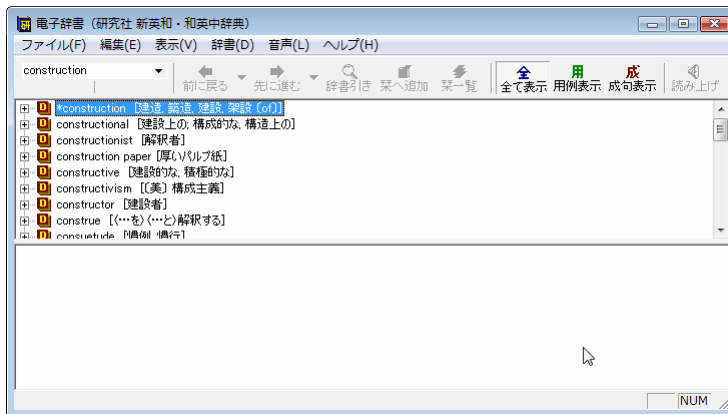 電子辞書（研究社 新英和・和英中辞典）
ファイル(F) 編集(E) 表示(V) 辞書(D) 音声(L) ヘルプ(H)
construction
前に戻る 先に進む 辞書引き 栞へ追加 栞一覧 全 全て表示 用 用例表示 成 成句表示 読み上げ
*construction [建造, 築造, 建設, 架設〔of〕]
constructional [建設上の; 構成的な, 構造上の]
constructionist [解釈者]
construction paper [厚いパルプ紙]
constructive [建設的な, 積極的な]
constructivism [〔美〕構成主義]
constructor [建設者]
construe [〈…を〉〈…と〉解釈する]
consuetude [慣例, 慣行]
NUM